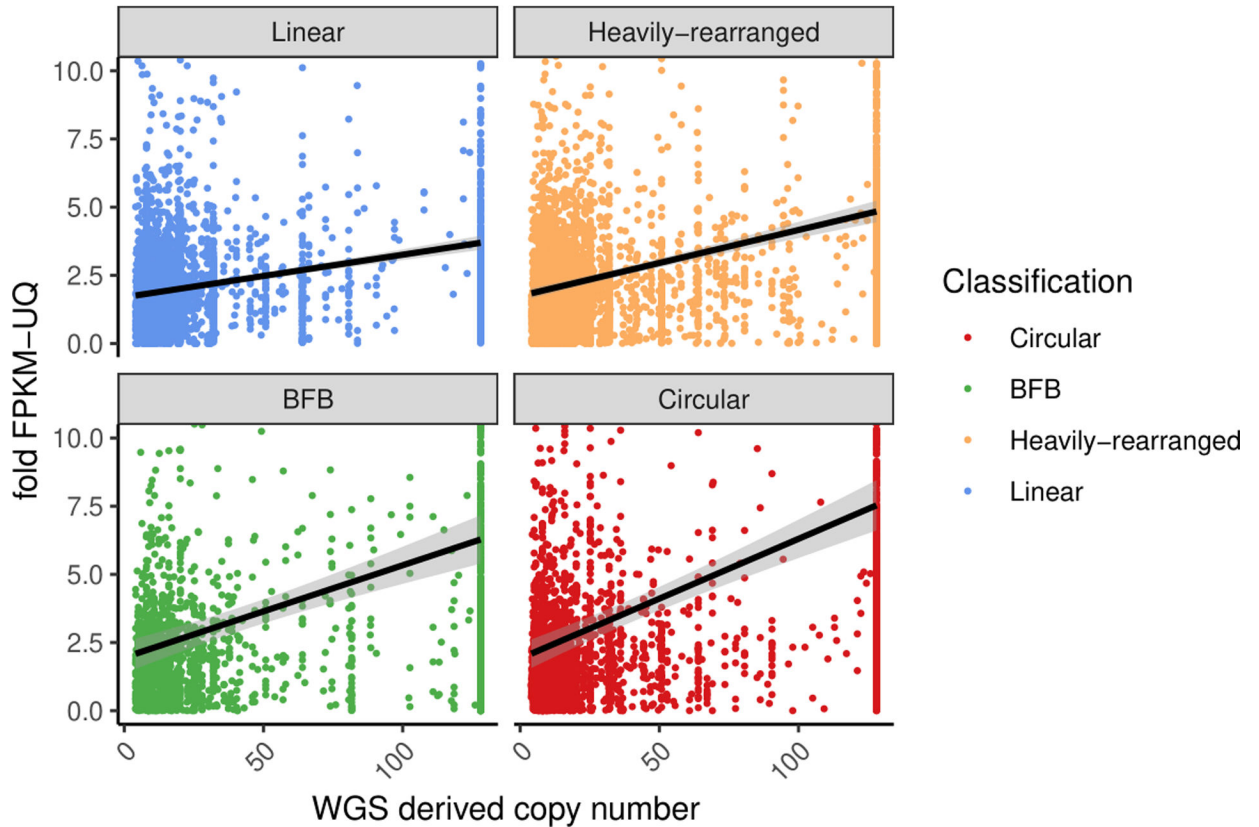 Linear
Heavily−rearranged
10.0
7.5
5.0
2.5
0.0
BFB
Circular
10.0
7.5
5.0
2.5
0.0
0
50
100
0
50
100
fold FPKM−UQ
WGS derived copy number
Classification
Circular
BFB
Heavily−rearranged
Linear